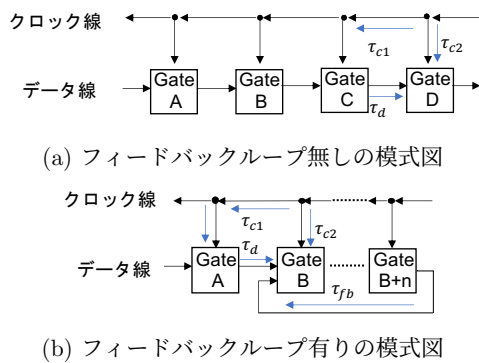 クロック線
τc1
τc2
データ線
Gate A
Gate B
Gate C
Gate D
τd
(a) フィードバックループ無しの模式図
クロック線
τc1
τc2
τd
データ線
Gate A
Gate B
Gate B+n
τfb
(b) フィードバックループ有りの模式図